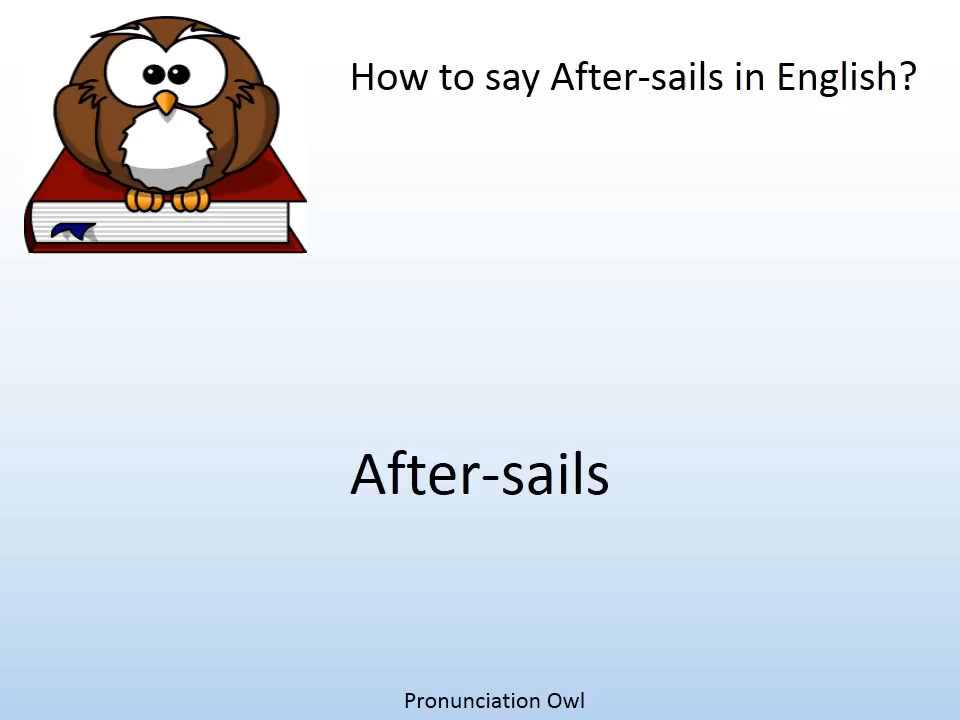 How to say After-sails in English?
After-sails
Pronunciation Owl